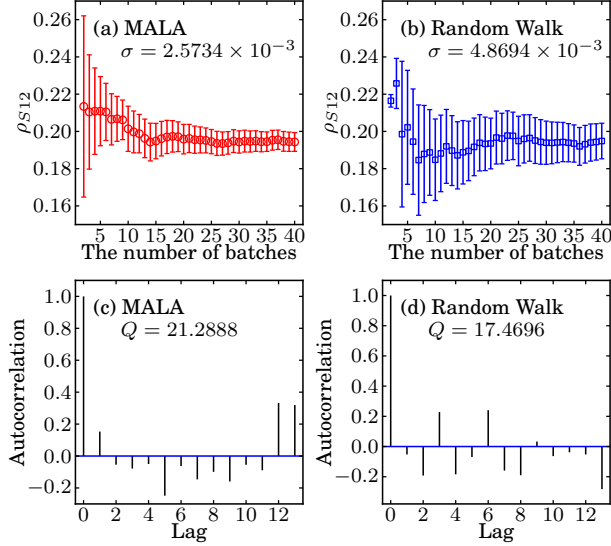 (a) MALA
σ = 2.5734 × 10⁻³
0.26
0.24
0.22
0.20
0.18
0.16
ρS12
5 10 15 20 25 30 35 40
The number of batches
(b) Random Walk
σ = 4.8694 × 10⁻³
0.26
0.24
0.22
0.20
0.18
0.16
ρS12
5 10 15 20 25 30 35 40
The number of batches
(c) MALA
Q = 21.2888
1.0
0.8
0.6
0.4
0.2
0.0
−0.2
Autocorrelation
0 2 4 6 8 10 12
Lag
(d) Random Walk
Q = 17.4696
1.0
0.8
0.6
0.4
0.2
0.0
−0.2
Autocorrelation
0 2 4 6 8 10 12
Lag